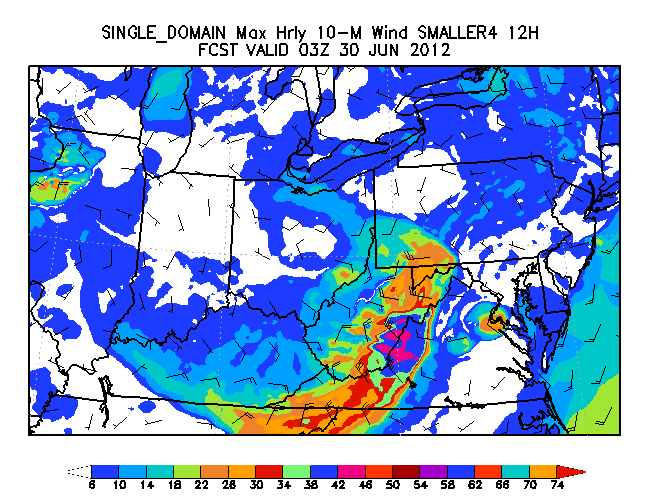 SINGLE_DOMAIN Max Hrly 10-M Wind SMALLER4 12H
FCST VALID 03Z 30 JUN 2012
6 10 14 18 22 26 30 34 38 42 46 50 54 58 62 66 70 74